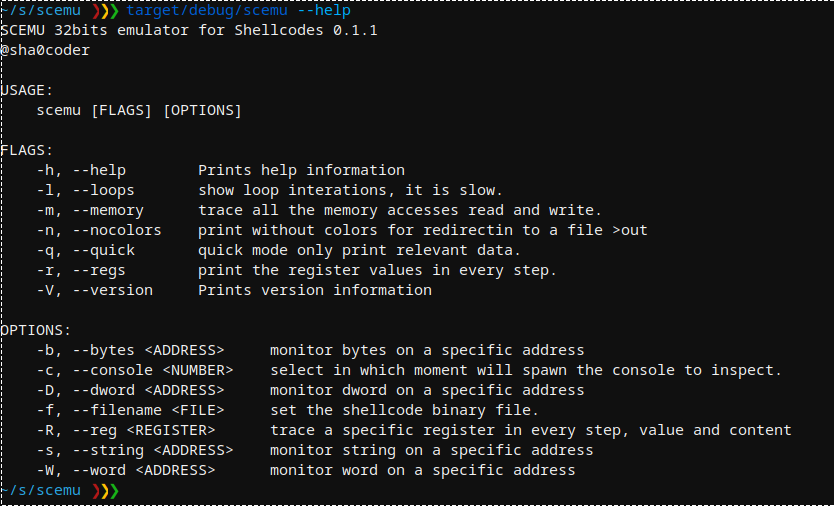 ~/s/scemu ❯❯❯ target/debug/scemu --help
SCEMU 32bits emulator for Shellcodes 0.1.1
@sha0coder

USAGE:
    scemu [FLAGS] [OPTIONS]

FLAGS:
    -h, --help        Prints help information
    -l, --loops       show loop interations, it is slow.
    -m, --memory      trace all the memory accesses read and write.
    -n, --nocolors    print without colors for redirectin to a file >out
    -q, --quick       quick mode only print relevant data.
    -r, --regs        print the register values in every step.
    -V, --version     Prints version information

OPTIONS:
    -b, --bytes <ADDRESS>     monitor bytes on a specific address
    -c, --console <NUMBER>    select in which moment will spawn the console to inspect.
    -D, --dword <ADDRESS>     monitor dword on a specific address
    -f, --filename <FILE>     set the shellcode binary file.
    -R, --reg <REGISTER>      trace a specific register in every step, value and content
    -s, --string <ADDRESS>    monitor string on a specific address
    -W, --word <ADDRESS>      monitor word on a specific address
~/s/scemu ❯❯❯